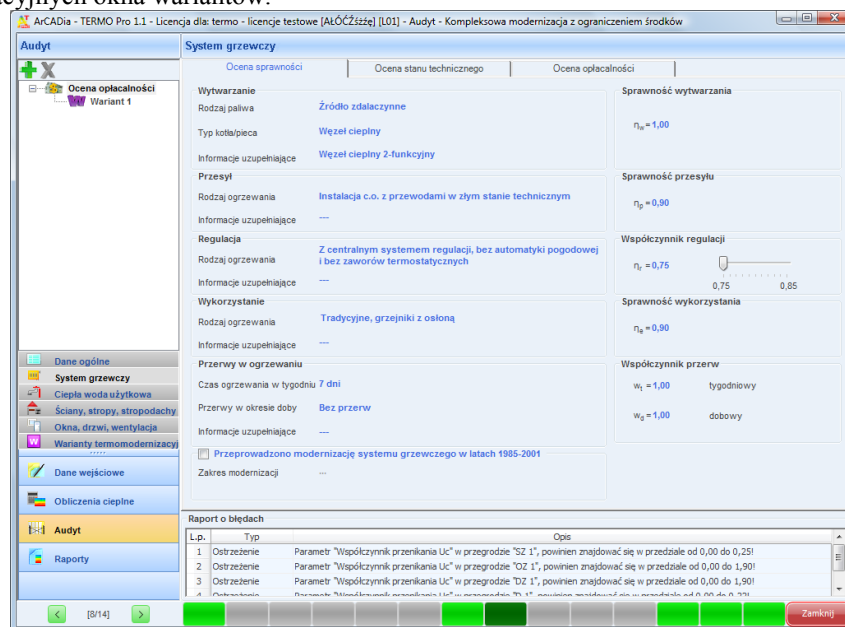 acyjnych okna wariantów.
ArCADia - TERMO Pro 1.1 - Licencja dla: termo - licencje testowe [AŁÓĆŹśżźę] [L01] - Audyt - Kompleksowa modernizacja z ograniczeniem środków
Audyt
System grzewczy
Ocena opłacalności
Wariant 1
Ocena sprawności
Ocena stanu technicznego
Ocena opłacalności
Wytwarzanie
Sprawność wytwarzania
Rodzaj paliwa
Źródło zdalaczynne
ηw = 1,00
Typ kotła/pieca
Węzeł cieplny
Informacje uzupełniające
Węzeł cieplny 2-funkcyjny
Przesył
Sprawność przesyłu
Rodzaj ogrzewania
Instalacja c.o. z przewodami w złym stanie technicznym
ηp = 0,90
Informacje uzupełniające
---
Regulacja
Współczynnik regulacji
Rodzaj ogrzewania
Z centralnym systemem regulacji, bez automatyki pogodowej
i bez zaworów termostatycznych
ηr = 0,75
0,75
0,85
Informacje uzupełniające
---
Wykorzystanie
Sprawność wykorzystania
Rodzaj ogrzewania
Tradycyjne, grzejniki z osłoną
ηe = 0,90
Informacje uzupełniające
---
Przerwy w ogrzewaniu
Współczynnik przerw
Czas ogrzewania w tygodniu
7 dni
wt = 1,00
tygodniowy
Przerwy w okresie doby
Bez przerw
wd = 1,00
dobowy
Informacje uzupełniające
---
Przeprowadzono modernizację systemu grzewczego w latach 1985-2001
Zakres modernizacji
---
Dane ogólne
System grzewczy
Ciepła woda użytkowa
Ściany, stropy, stropodachy
Okna, drzwi, wentylacja
Warianty termomodernizacyj
Dane wejściowe
Obliczenia cieplne
Audyt
Raporty
[8/14]
Raport o błędach
L.p. Typ Opis
1 Ostrzeżenie Parametr "Współczynnik przenikania Uc" w przegrodzie "SZ 1", powinien znajdować się w przedziale od 0,00 do 0,25!
2 Ostrzeżenie Parametr "Współczynnik przenikania Uc" w przegrodzie "OZ 1", powinien znajdować się w przedziale od 0,00 do 1,90!
3 Ostrzeżenie Parametr "Współczynnik przenikania Uc" w przegrodzie "DZ 1", powinien znajdować się w przedziale od 0,00 do 1,90!
Zamknij